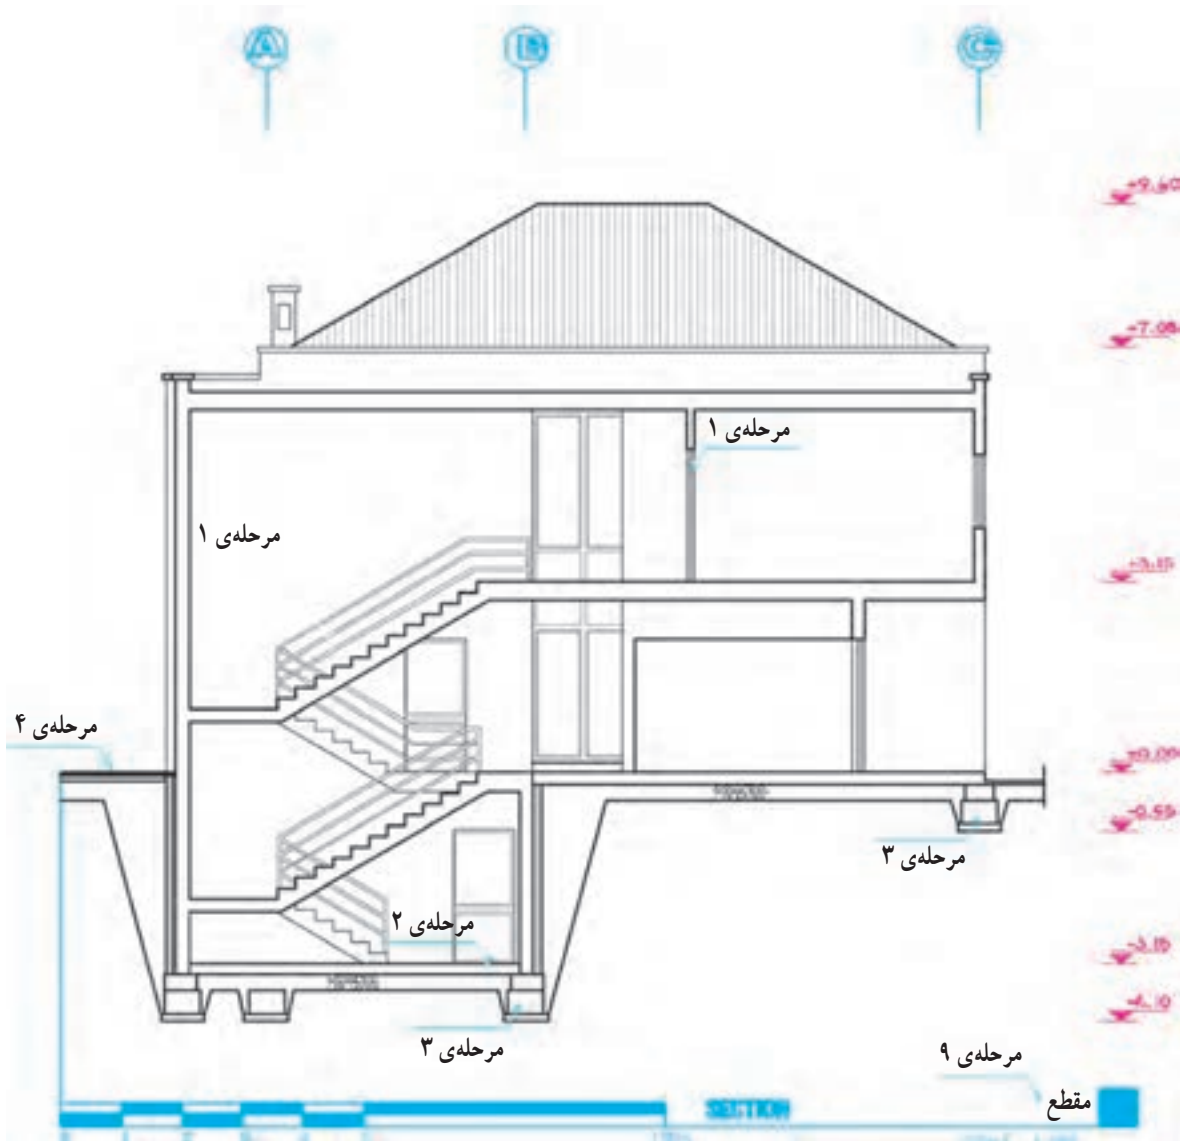 A B C
+9.60
+7.08
مرحله‌ی ۱
مرحله‌ی ۱
+3.15
مرحله‌ی ۴
±0.00
-0.59
مرحله‌ی ۳
مرحله‌ی ۲
-3.15
-4.10
مرحله‌ی ۳
مرحله‌ی ۹
مقطع
SECTION